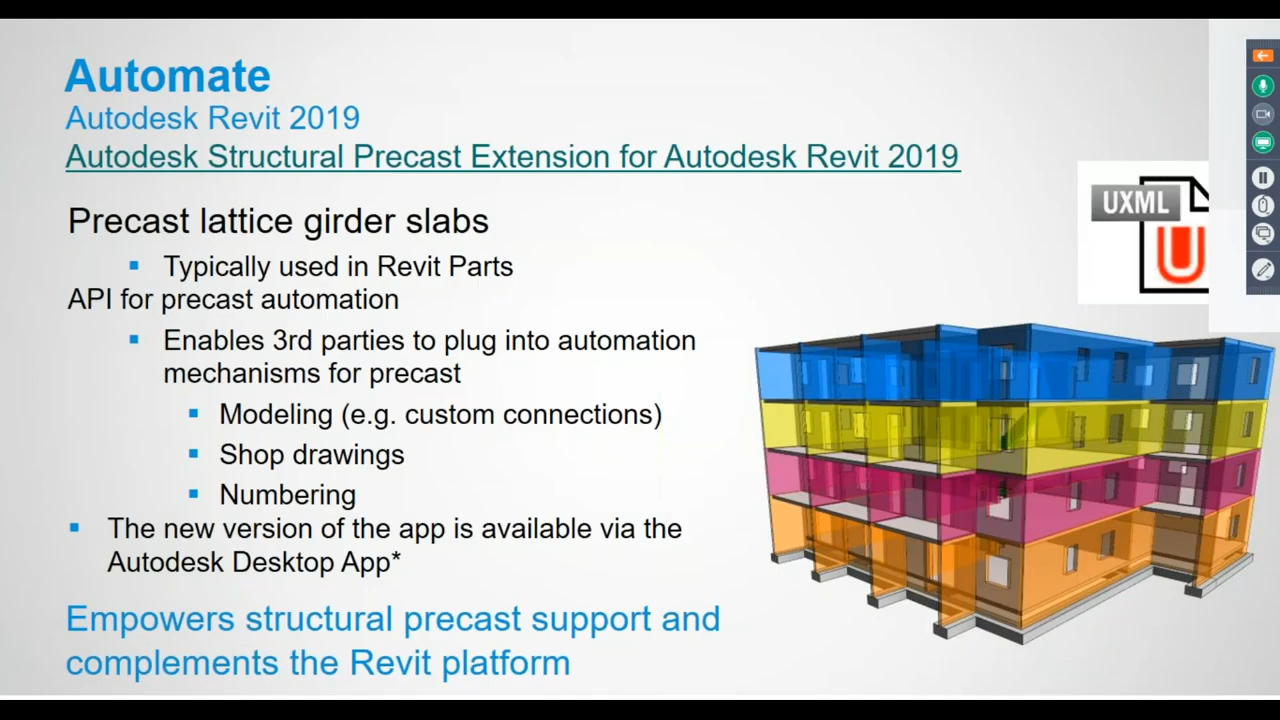 Automate
Autodesk Revit 2019
Autodesk Structural Precast Extension for Autodesk Revit 2019
Precast lattice girder slabs
Typically used in Revit Parts
API for precast automation
Enables 3rd parties to plug into automation
mechanisms for precast
Modeling (e.g. custom connections)
Shop drawings
Numbering
The new version of the app is available via the
Autodesk Desktop App*
Empowers structural precast support and
complements the Revit platform
UXML
U